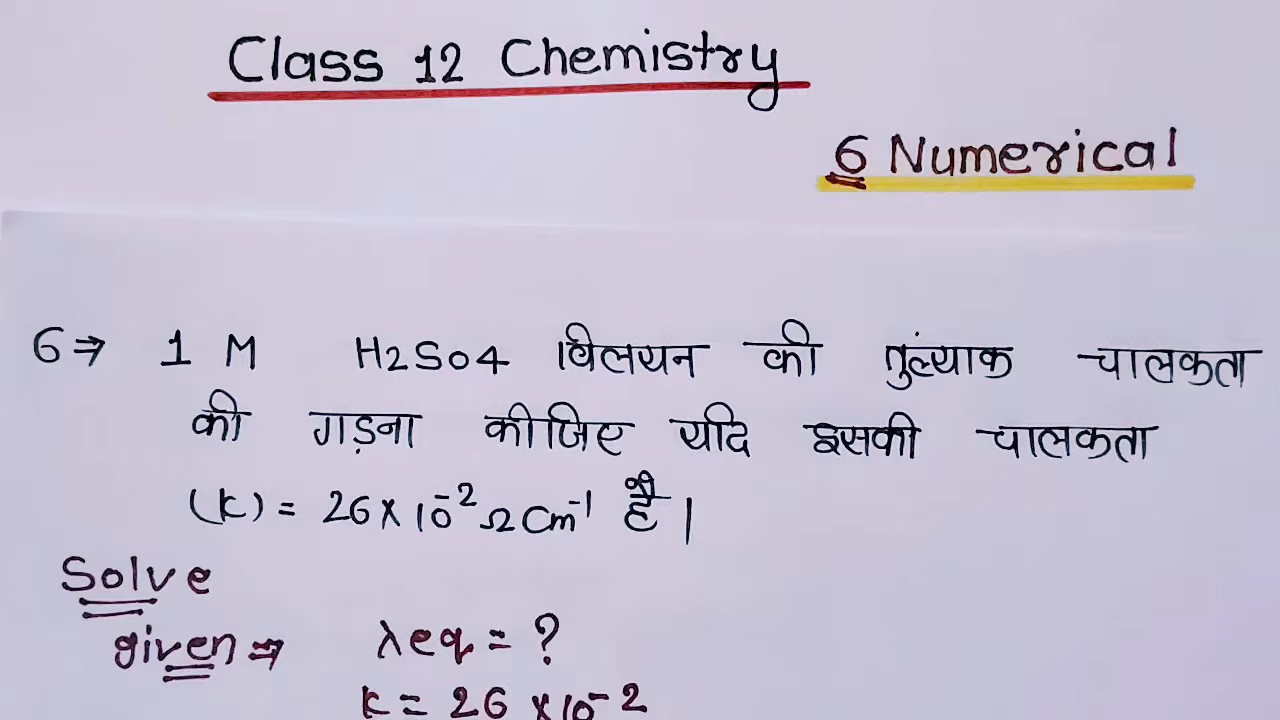 Class 12 Chemistry
6 Numerical
6⇒ 1 M H2SO4 विलयन की तुल्याक चालकता
की गड़ना कीजिए यदि इसकी चालकता
(K) = 26×10⁻² Ω Cm⁻¹ है।
Solve
given ⇒ λeq = ?
K = 26 ×10⁻²